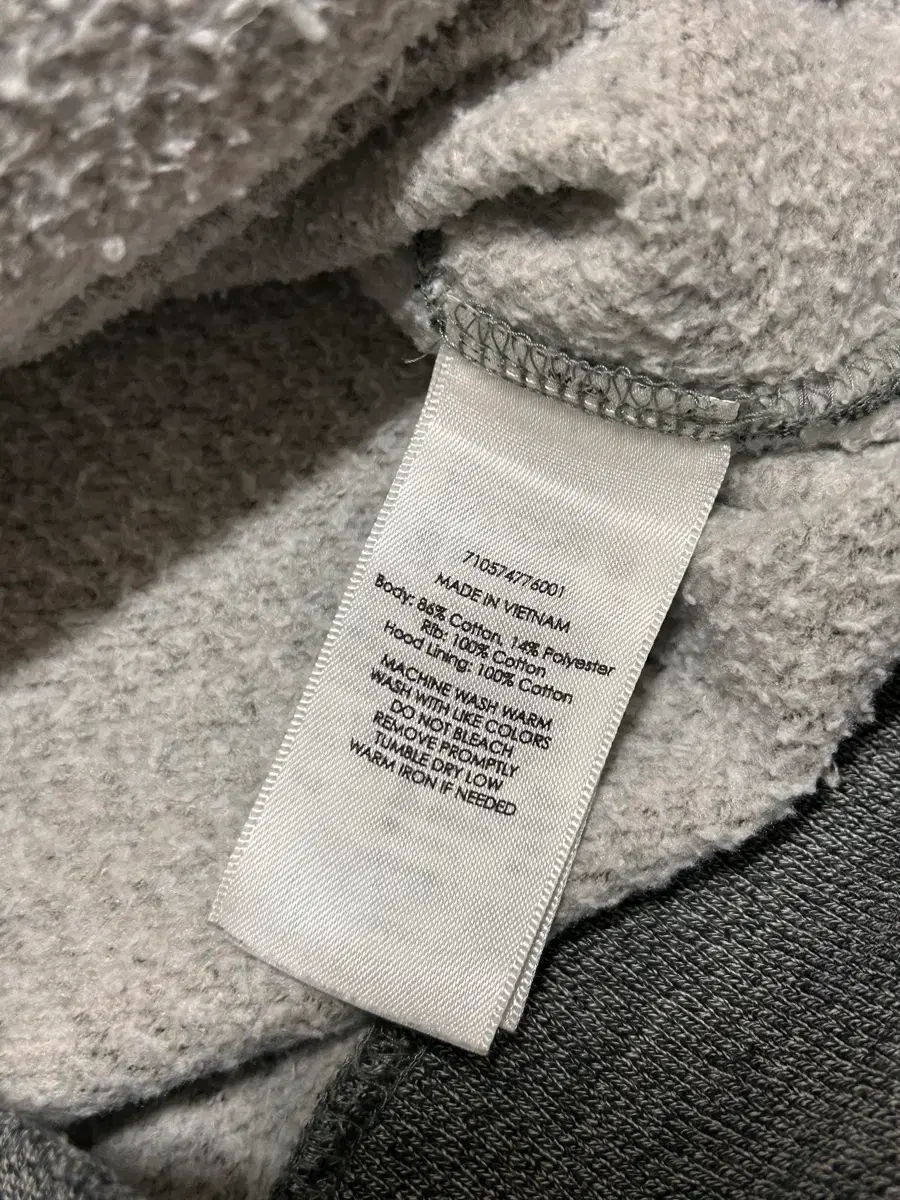 710574776001
MADE IN VIETNAM
Body: 86% Cotton, 14% Polyester
Rib: 100% Cotton
Hood Lining: 100% Cotton
MACHINE WASH WARM
WASH WITH LIKE COLORS
DO NOT BLEACH
REMOVE PROMPTLY
TUMBLE DRY LOW
WARM IRON IF NEEDED